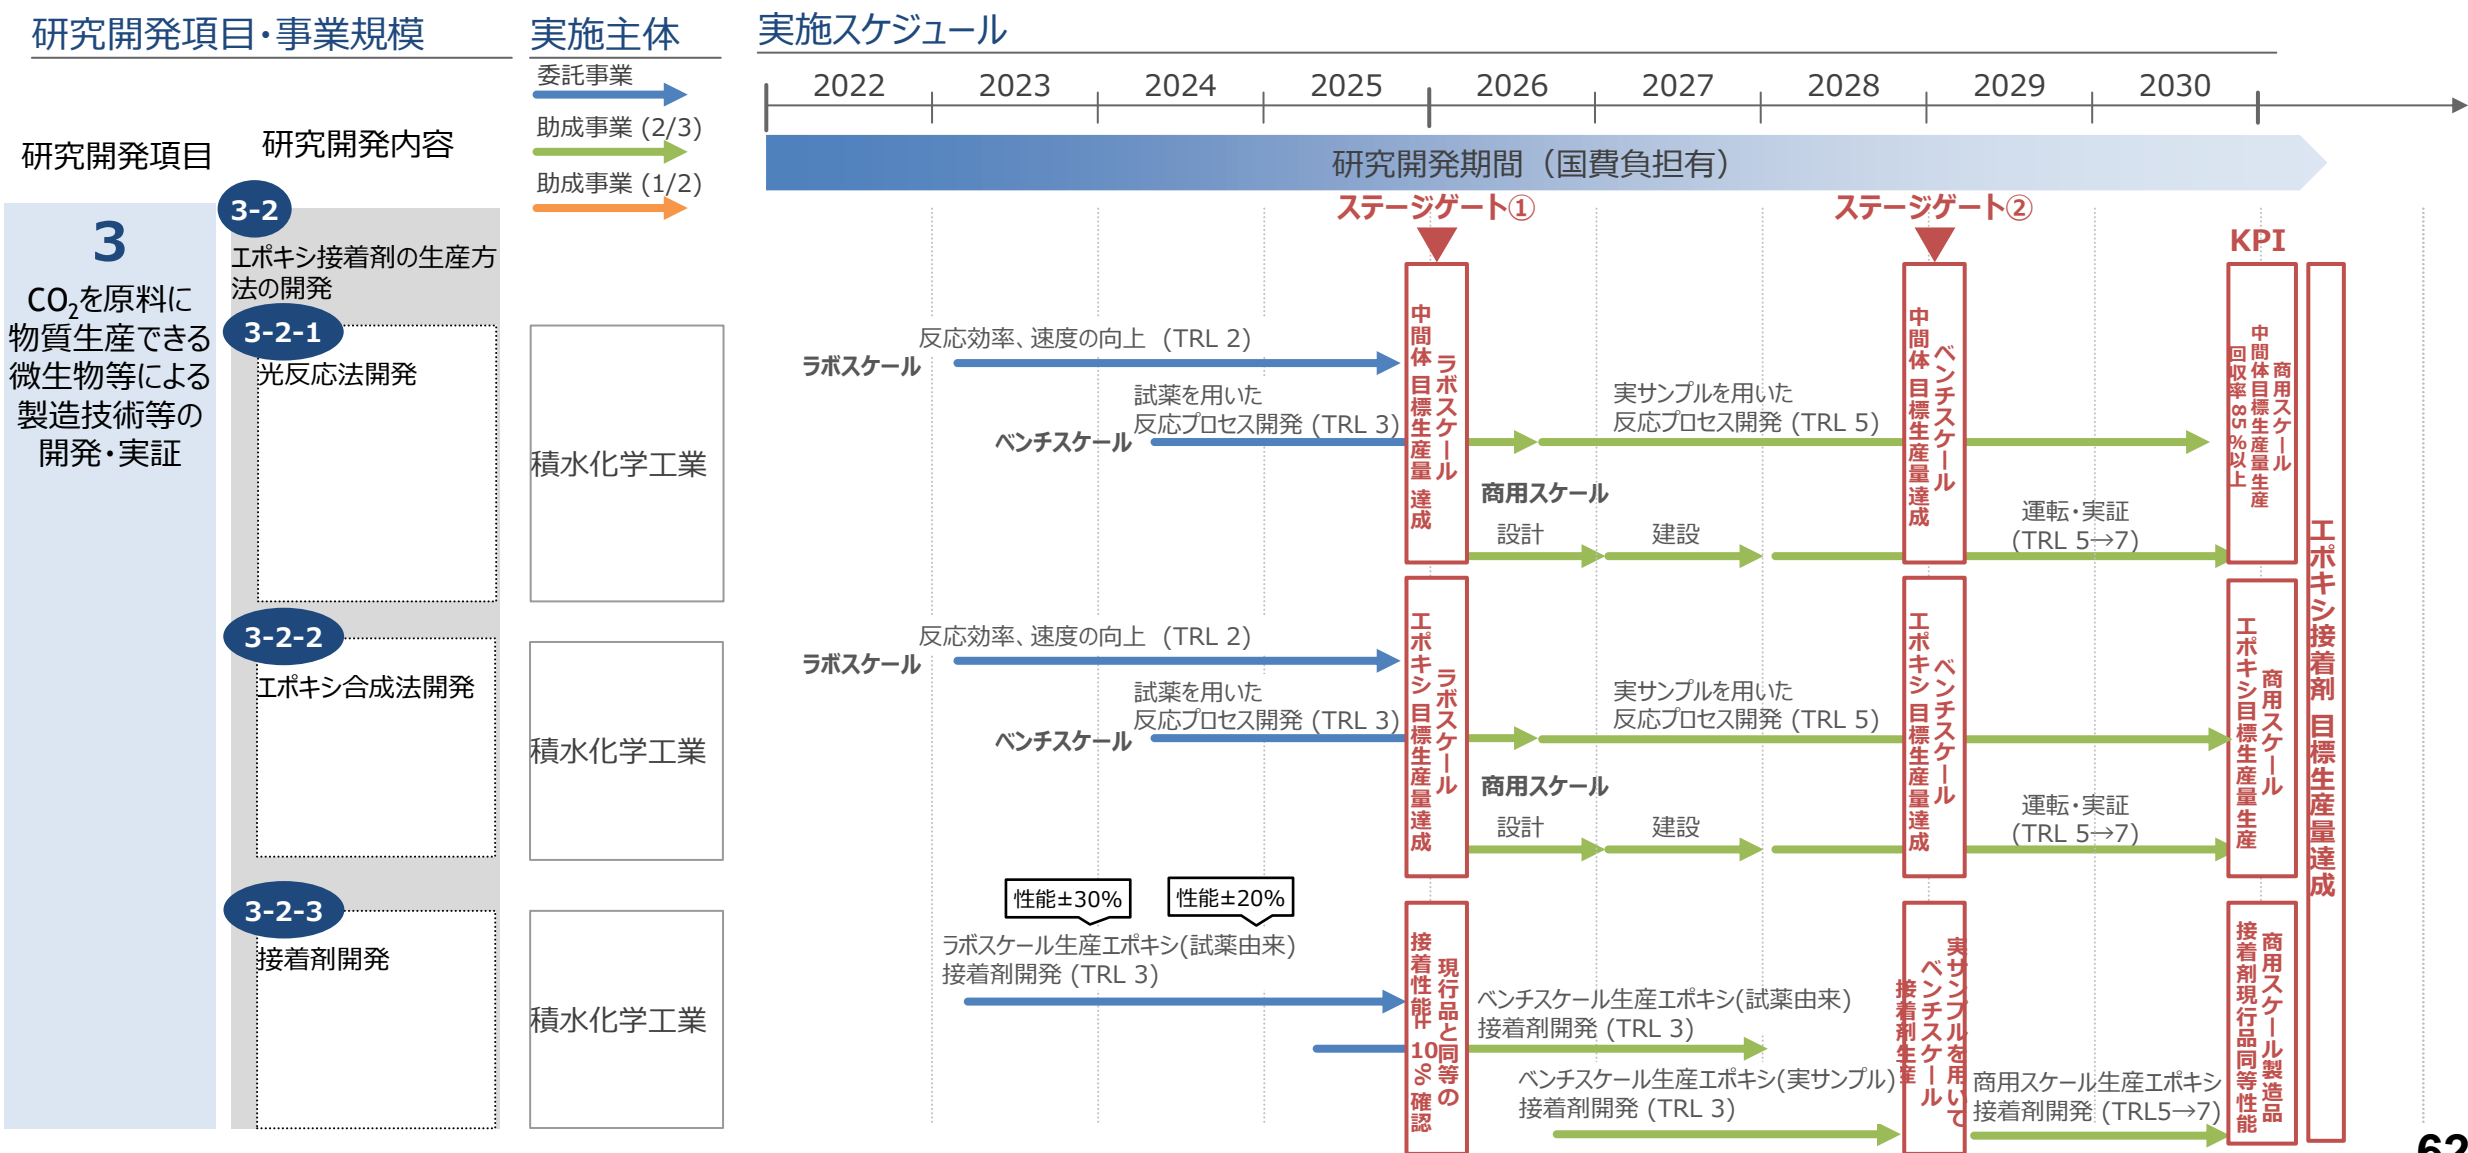 研究開発項目・事業規模
実施主体
実施スケジュール
委託事業
助成事業 (2/3)
助成事業 (1/2)
2022
2023
2024
2025
2026
2027
2028
2029
2030
研究開発期間（国費負担有）
研究開発項目
研究開発内容
ステージゲート①
ステージゲート②
KPI
3
CO₂を原料に
物質生産できる
微生物等による
製造技術等の
開発・実証
3-2
エポキシ接着剤の生産方
法の開発
3-2-1
光反応法開発
積水化学工業
ラボスケール
反応効率、速度の向上 (TRL 2)
ベンチスケール
試薬を用いた
反応プロセス開発 (TRL 3)
ラボスケール
中間体 目標生産量 達成
実サンプルを用いた
反応プロセス開発 (TRL 5)
商用スケール
設計
建設
ベンチスケール
中間体 目標生産量達成
運転・実証
(TRL 5→7)
商用スケール
中間体目標生産量生産
回収率85%以上
3-2-2
エポキシ合成法開発
積水化学工業
ラボスケール
反応効率、速度の向上 (TRL 2)
ベンチスケール
試薬を用いた
反応プロセス開発 (TRL 3)
ラボスケール
エポキシ 目標生産量達成
実サンプルを用いた
反応プロセス開発 (TRL 5)
商用スケール
設計
建設
ベンチスケール
エポキシ 目標生産量達成
運転・実証
(TRL 5→7)
商用スケール
エポキシ目標生産量生産
3-2-3
接着剤開発
積水化学工業
性能±30%
性能±20%
ラボスケール生産エポキシ(試薬由来)
接着剤開発 (TRL 3)
現行品と同等の
接着性能±10%確認
ベンチスケール生産エポキシ(試薬由来)
接着剤開発 (TRL 3)
ベンチスケール生産エポキシ(実サンプル)
接着剤開発 (TRL 3)
実サンプルを用いて
ベンチスケール
接着剤生産
商用スケール生産エポキシ
接着剤開発 (TRL5→7)
商用スケール製造品
接着剤現行品同等性能
エポキシ接着剤 目標生産量達成
62